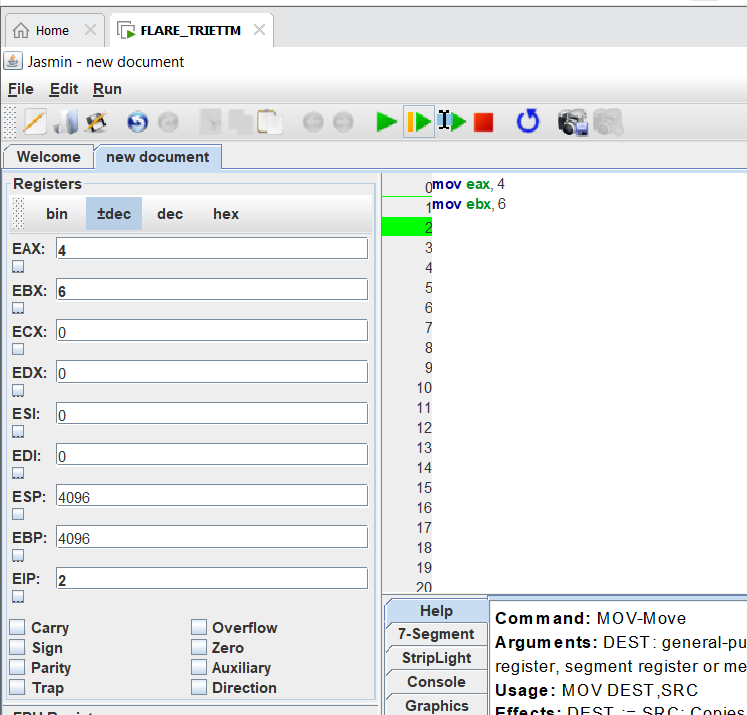 Home
FLARE_TRIETTM
Jasmin - new document
File Edit Run
Welcome
new document
Registers
bin ±dec dec hex
EAX: 4
EBX: 6
ECX: 0
EDX: 0
ESI: 0
EDI: 0
ESP: 4096
EBP: 4096
EIP: 2
Carry Overflow
Sign Zero
Parity Auxiliary
Trap Direction
0 mov eax, 4
1 mov ebx, 6
2
3
4
5
6
7
8
9
10
11
12
13
14
15
16
17
18
19
20
Help
7-Segment
StripLight
Console
Graphics
Command: MOV-Move
Arguments: DEST: general-pu
register, segment register or me
Usage: MOV DEST,SRC
Effects: DEST := SRC; Copies